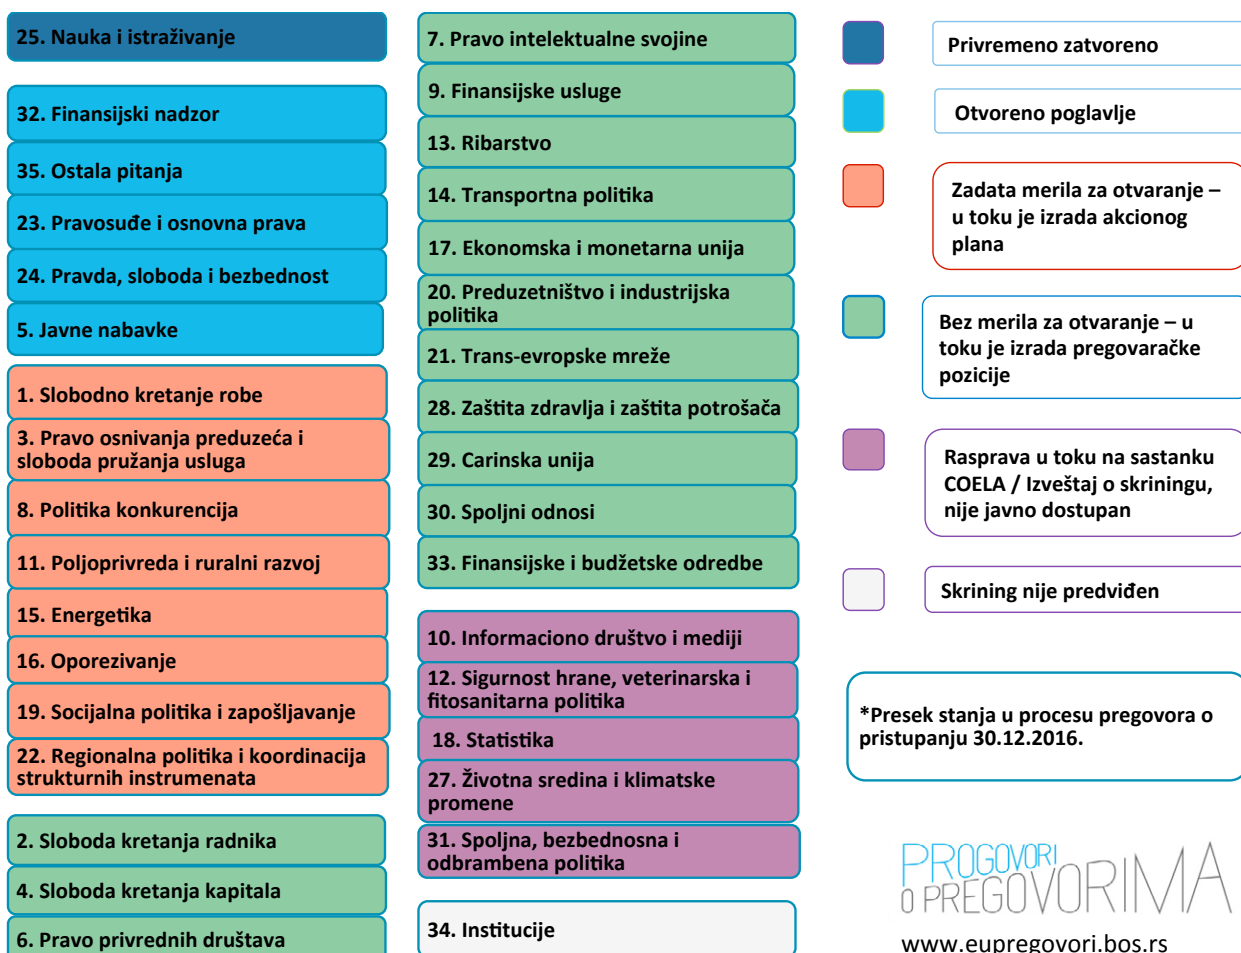 25. Nauka i istraživanje
32. Finansijski nadzor
35. Ostala pitanja
23. Pravosuđe i osnovna prava
24. Pravda, sloboda i bezbednost
5. Javne nabavke
1. Slobodno kretanje robe
3. Pravo osnivanja preduzeća i
sloboda pružanja usluga
8. Politika konkurencija
11. Poljoprivreda i ruralni razvoj
15. Energetika
16. Oporezivanje
19. Socijalna politika i zapošljavanje
22. Regionalna politika i koordinacija
strukturnih instrumenata
2. Sloboda kretanja radnika
4. Sloboda kretanja kapitala
6. Pravo privrednih društava
7. Pravo intelektualne svojine
9. Finansijske usluge
13. Ribarstvo
14. Transportna politika
17. Ekonomska i monetarna unija
20. Preduzetništvo i industrijska
politika
21. Trans-evropske mreže
28. Zaštita zdravlja i zaštita potrošača
29. Carinska unija
30. Spoljni odnosi
33. Finansijske i budžetske odredbe
10. Informaciono društvo i mediji
12. Sigurnost hrane, veterinarska i
fitosanitarna politika
18. Statistika
27. Životna sredina i klimatske
promene
31. Spoljna, bezbednosna i
odbrambena politika
34. Institucije
Privremeno zatvoreno
Otvoreno poglavlje
Zadata merila za otvaranje –
u toku je izrada akcionog
plana
Bez merila za otvaranje – u
toku je izrada pregovaračke
pozicije
Rasprava u toku na sastanku
COELA / Izveštaj o skriningu,
nije javno dostupan
Skrining nije predviđen
*Presek stanja u procesu pregovora o
pristupanju 30.12.2016.
PROGOVORI
O PREGOVORIMA
www.eupregovori.bos.rs